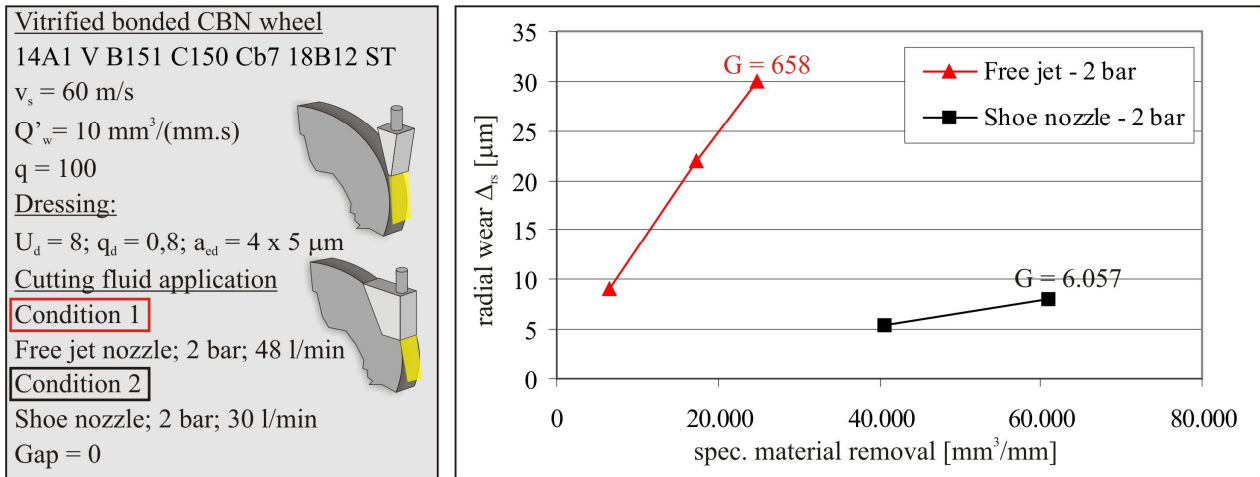 Vitrified bonded CBN wheel
14A1 V B151 C150 Cb7 18B12 ST
vₛ = 60 m/s
Q'w= 10 mm³/(mm.s)
q = 100
Dressing:
U_d = 8; q_d = 0,8; a_ed = 4 x 5 µm
Cutting fluid application
Condition 1
Free jet nozzle; 2 bar; 48 l/min
Condition 2
Shoe nozzle; 2 bar; 30 l/min
Gap = 0
35
30
25
20
15
10
5
0
radial wear Δrs [µm]
G = 658
G = 6.057
Free jet - 2 bar
Shoe nozzle - 2 bar
0 20.000 40.000 60.000 80.000
spec. material removal [mm³/mm]